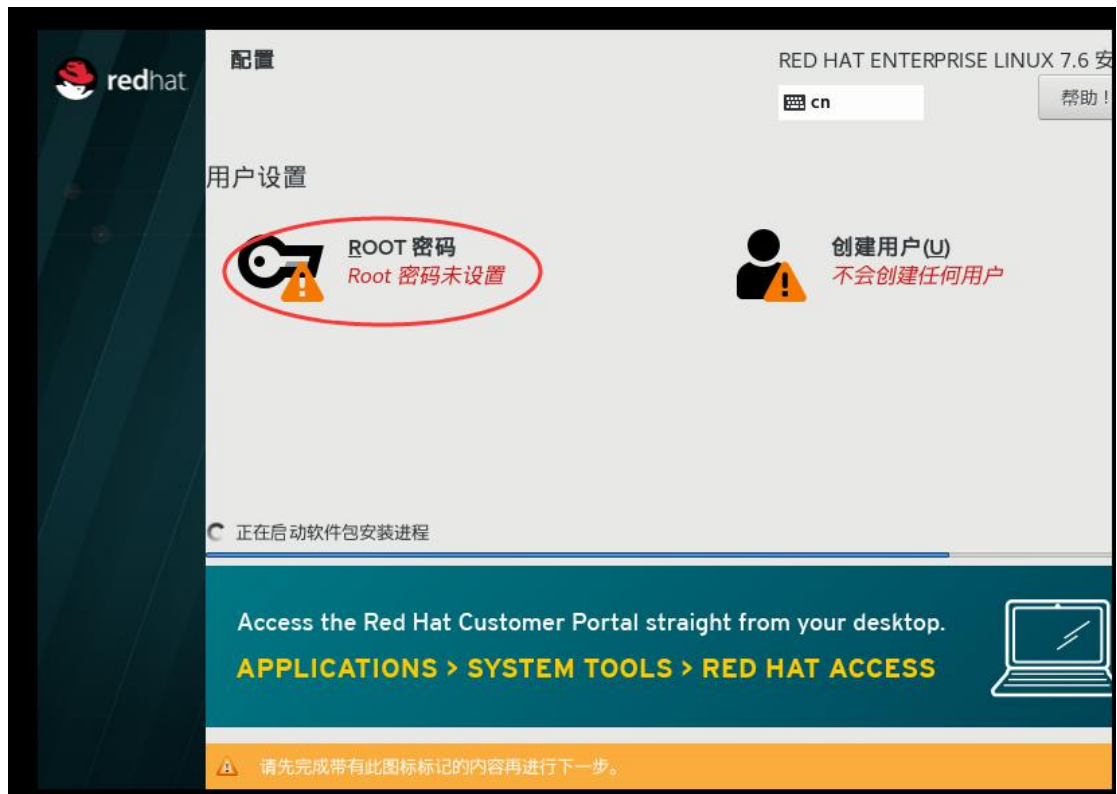 redhat
配置
RED HAT ENTERPRISE LINUX 7.6 安
cn
帮助！
用户设置
ROOT 密码
Root 密码未设置
创建用户(U)
不会创建任何用户
正在启动软件包安装进程
Access the Red Hat Customer Portal straight from your desktop.
APPLICATIONS > SYSTEM TOOLS > RED HAT ACCESS
请先完成带有此图标标记的内容再进行下一步。